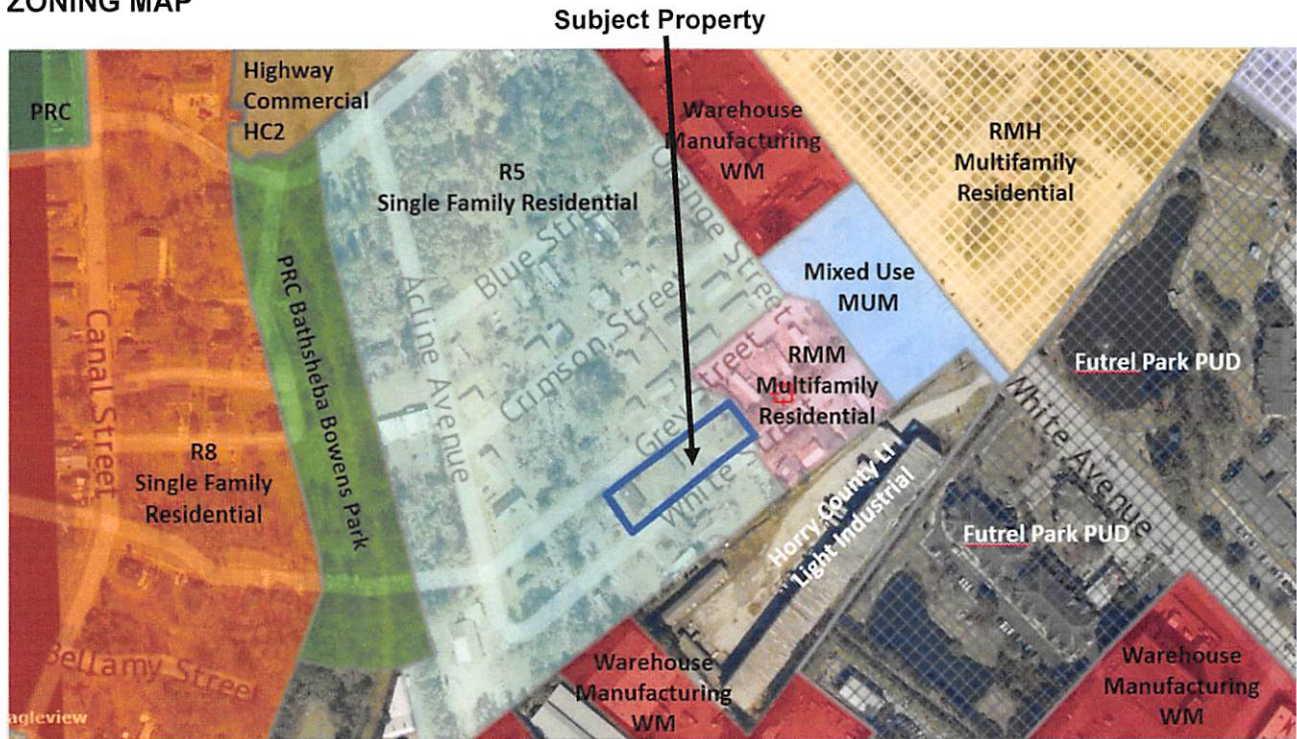 ZONING MAP
Subject Property
PRC
Highway
Commercial
HC2
R5
Single Family Residential
Warehouse
Manufacturing
WM
RMH
Multifamily
Residential
Orange Street
Blue Street
Mixed Use
MUM
Acline Avenue
PRC Bathsheba Bowens Park
Canal Street
Crimson Street
Grey Street
RMM
Multifamily
Residential
White Street
Futrel Park PUD
White Avenue
R8
Single Family
Residential
Horry County LI
Light Industrial
Futrel Park PUD
Bellamy Street
Warehouse
Manufacturing
WM
Warehouse
Manufacturing
WM
agleview